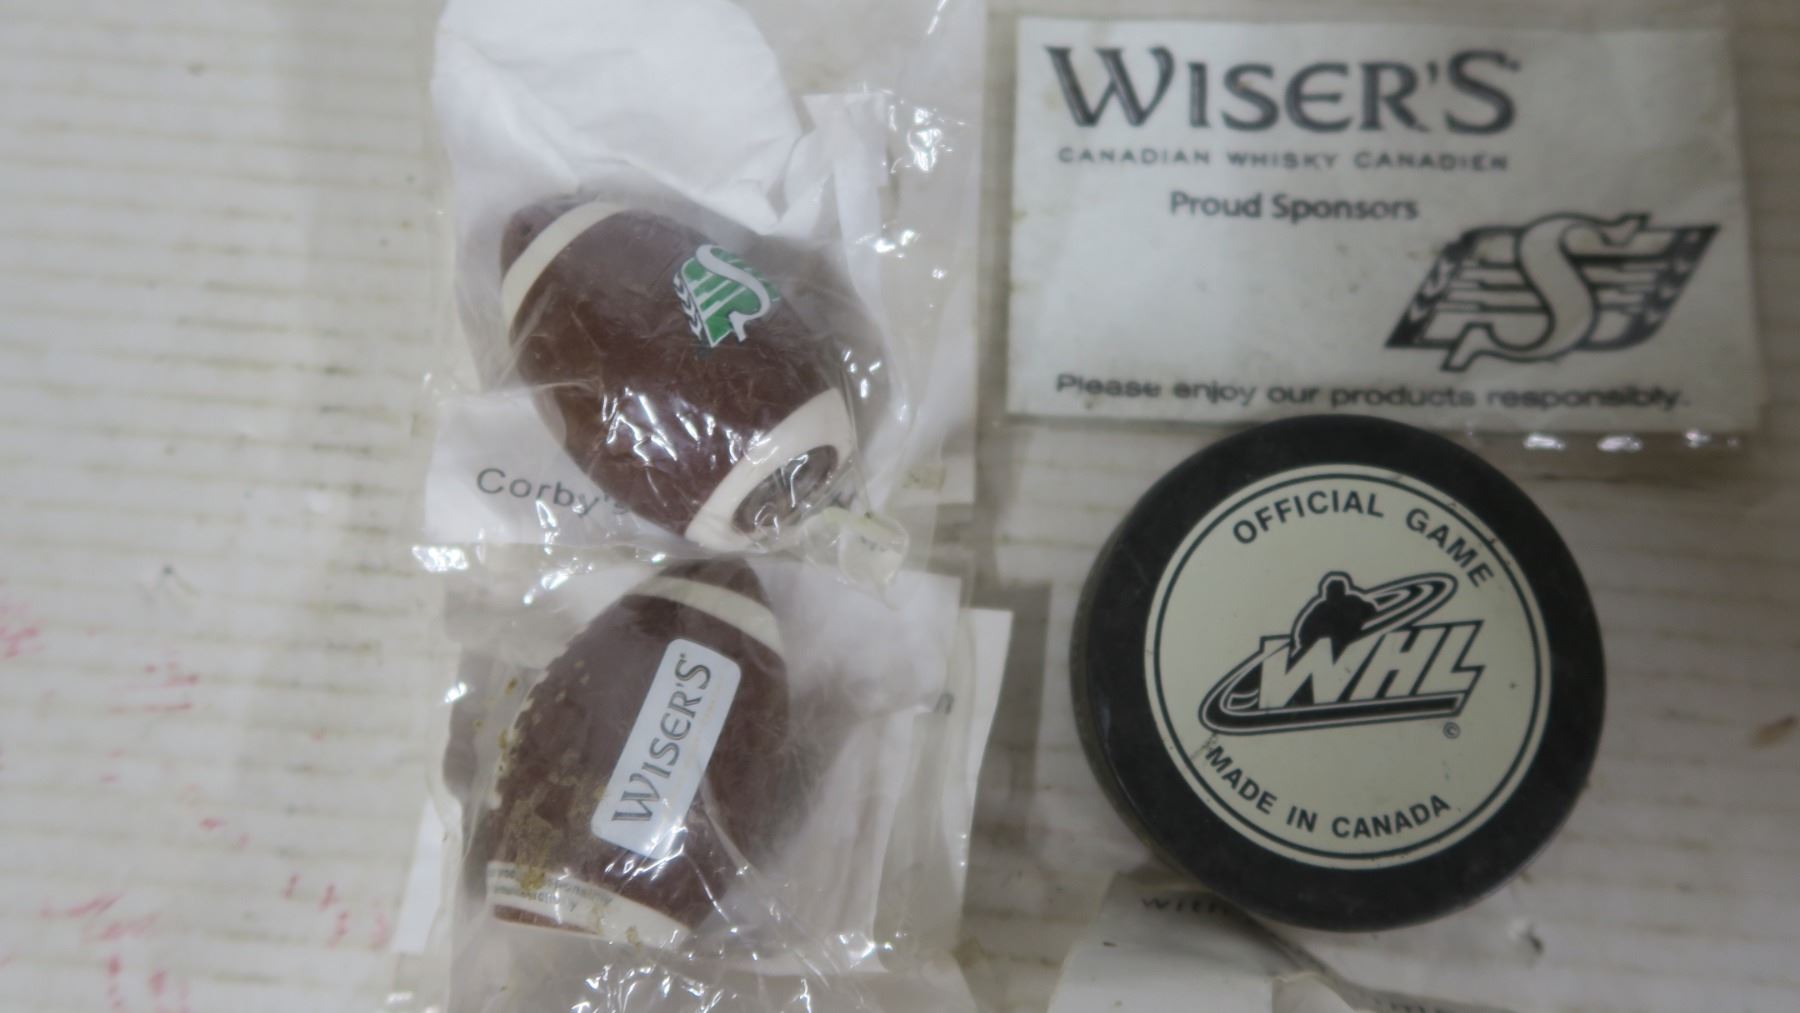 WISER'S
CANADIAN WHISKY CANADIEN
Proud Sponsors
S
Please enjoy our products responsibly.
S
Corby's
WISER'S
OFFICIAL GAME
WHL
©
MADE IN CANADA
with